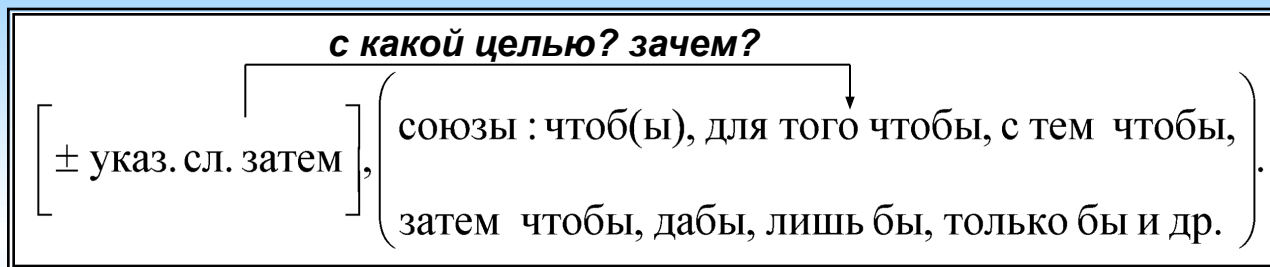 с какой целью? зачем?
± указ. сл. затем , союзы : чтоб(ы), для того чтобы, с тем чтобы,
затем чтобы, дабы, лишь бы, только бы и др. .